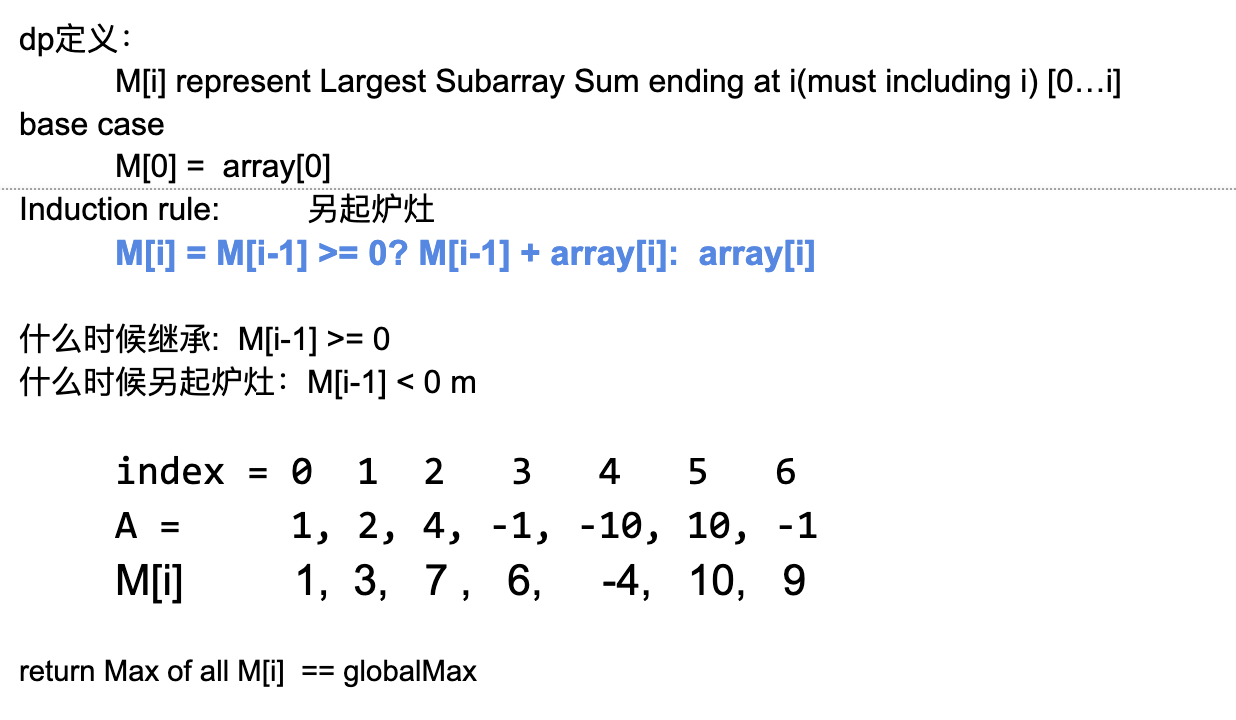 dp定义：
M[i] represent Largest Subarray Sum ending at i(must including i) [0…i]
base case
M[0] = array[0]
Induction rule: 另起炉灶
M[i] = M[i-1] >= 0? M[i-1] + array[i]: array[i]
什么时候继承: M[i-1] >= 0
什么时候另起炉灶：M[i-1] < 0 m
index = 0 1 2 3 4 5 6
A = 1, 2, 4, -1, -10, 10, -1
M[i] 1, 3, 7 , 6, -4, 10, 9
return Max of all M[i] == globalMax